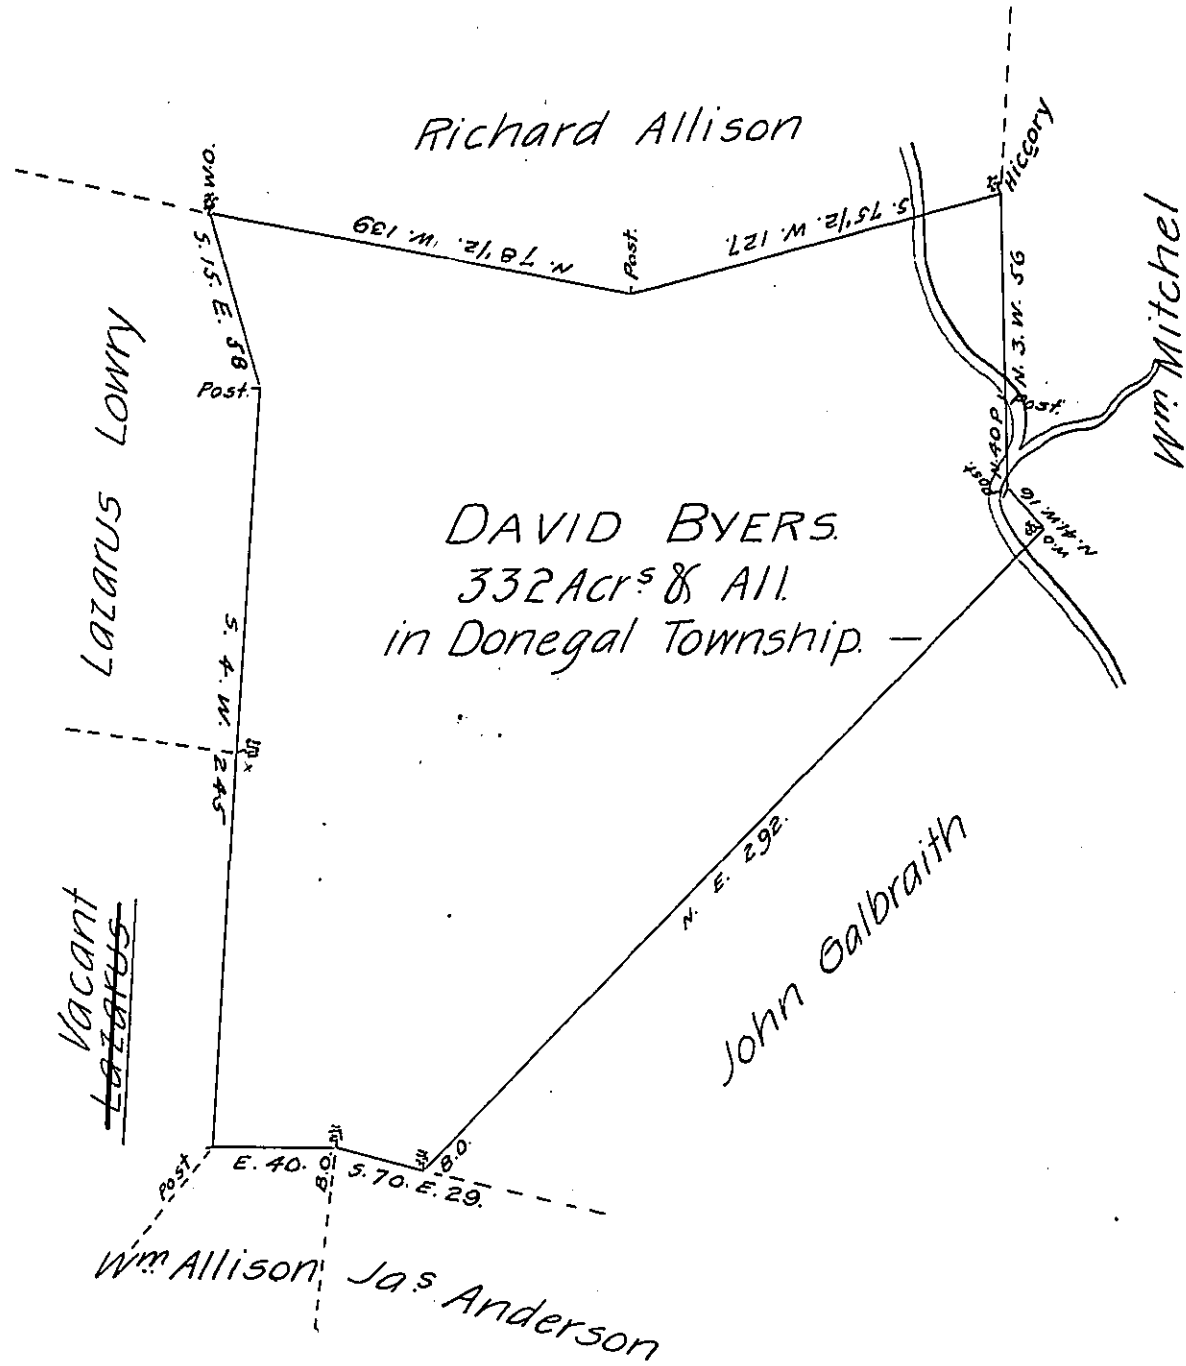 Richard Allison
Hiccory
W.O.
N. 78 1/2. W. 139
Post.
S. 75 1/2. W. 127.
S. 15. E. 58
Post.
Lazarus Lowry
N. 3. W. 56
Wm. Mitchel
Post.
N. 40 P
Post.
N. 41 W. 16
W.O.
DAVID BYERS.
332 Acrs & All.
in Donegal Township. —
S. 4. W. 245
x
N. E. 292.
John Galbraith
Vacant
Lazarus
Post
E. 40.
B.O.
S. 70. E. 29.
B.O.
Wm. Allison
Jas Anderson